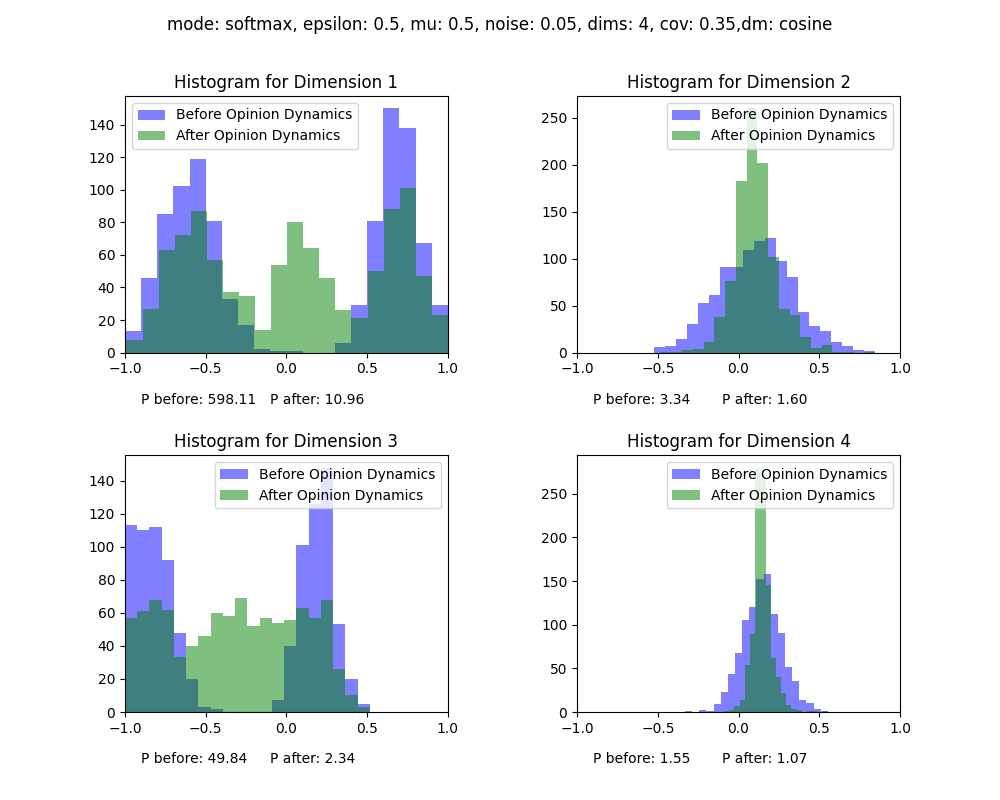 mode: softmax, epsilon: 0.5, mu: 0.5, noise: 0.05, dims: 4, cov: 0.35,dm: cosine
Histogram for Dimension 1
Before Opinion Dynamics
After Opinion Dynamics
140
120
100
80
60
40
20
0
−1.0 −0.5 0.0 0.5 1.0
P before: 598.11 P after: 10.96
Histogram for Dimension 2
Before Opinion Dynamics
After Opinion Dynamics
250
200
150
100
50
0
−1.0 −0.5 0.0 0.5 1.0
P before: 3.34 P after: 1.60
Histogram for Dimension 3
Before Opinion Dynamics
After Opinion Dynamics
140
120
100
80
60
40
20
0
−1.0 −0.5 0.0 0.5 1.0
P before: 49.84 P after: 2.34
Histogram for Dimension 4
Before Opinion Dynamics
After Opinion Dynamics
250
200
150
100
50
0
−1.0 −0.5 0.0 0.5 1.0
P before: 1.55 P after: 1.07